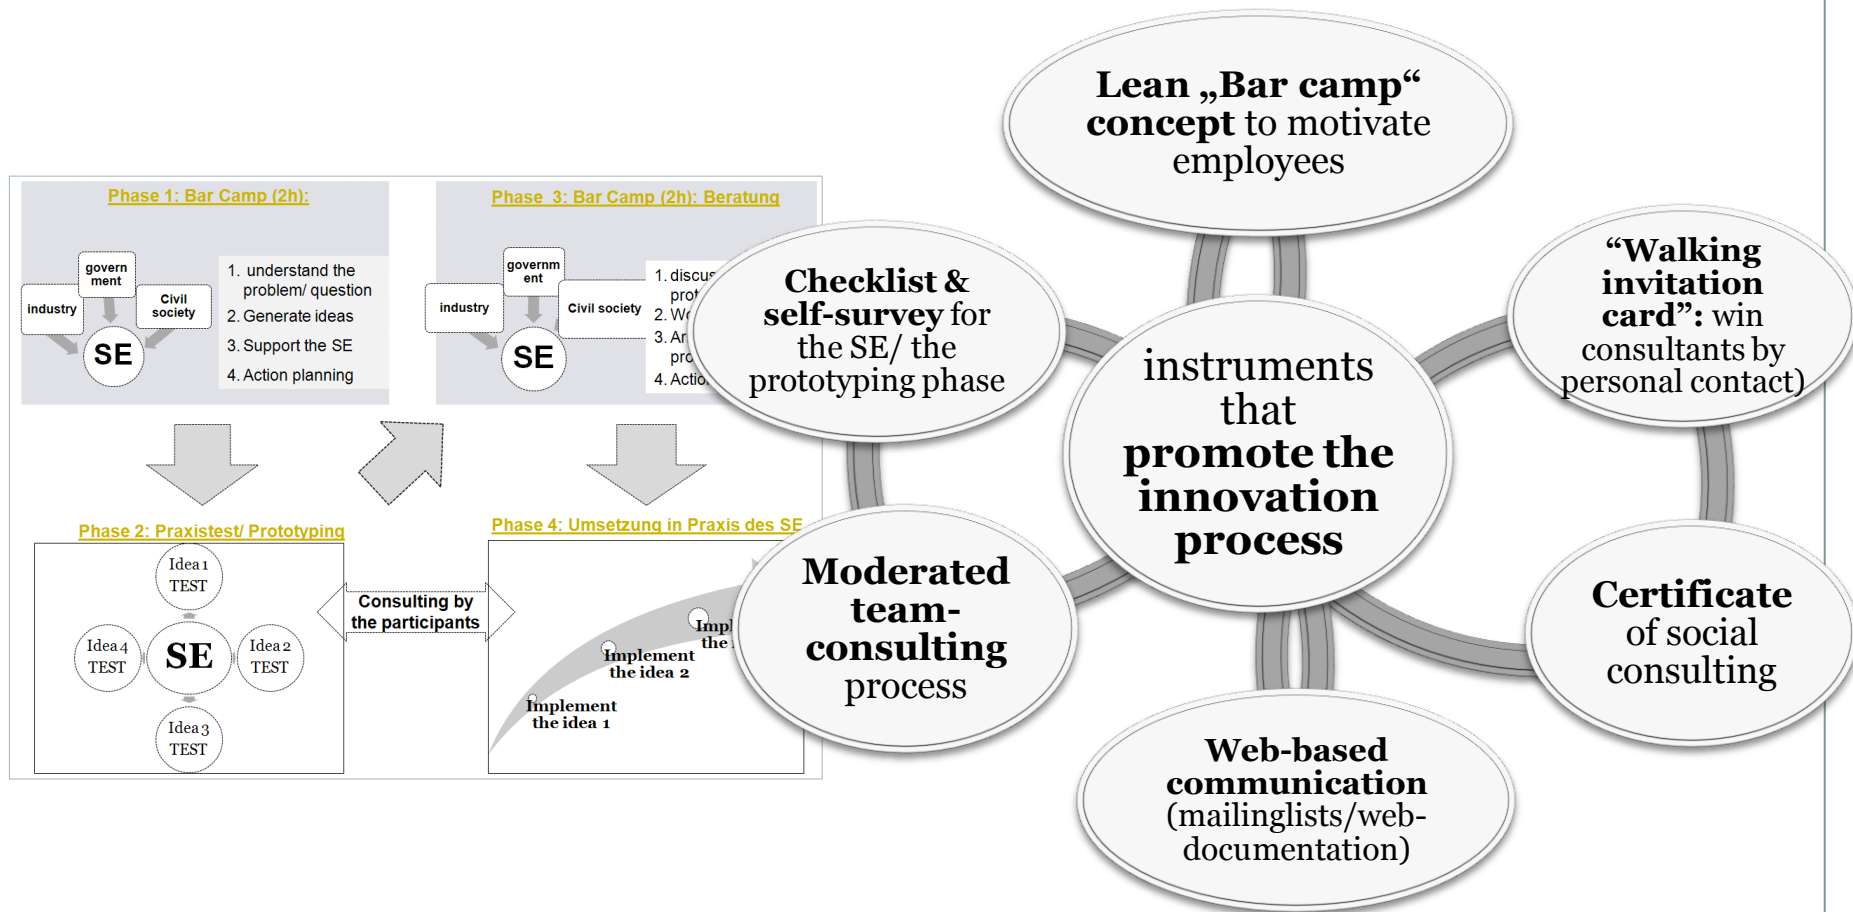 Phase 1: Bar Camp (2h):
industry
govern
ment
Civil
society
SE
1. understand the
problem/ question
2. Generate ideas
3. Support the SE
4. Action planning
Phase 3: Bar Camp (2h): Beratung
industry
governm
ent
Civil society
SE
1.
2.
3.
4.
Phase 2: Praxistest/ Prototyping
Idea 1
TEST
Idea 4
TEST
SE
Idea 2
TEST
Idea 3
TEST
Consulting by
the participants
Phase 4: Umsetzung in Praxis des SE
Implement
the idea 1
Implement
the idea 2
the
Lean „Bar camp“
concept to motivate
employees
Checklist &
self-survey for
the SE/ the
prototyping phase
“Walking
invitation
card”: win
consultants by
personal contact)
instruments
that
promote the
innovation
process
Moderated
team-
consulting
process
Certificate
of social
consulting
Web-based
communication
(mailinglists/web-
documentation)